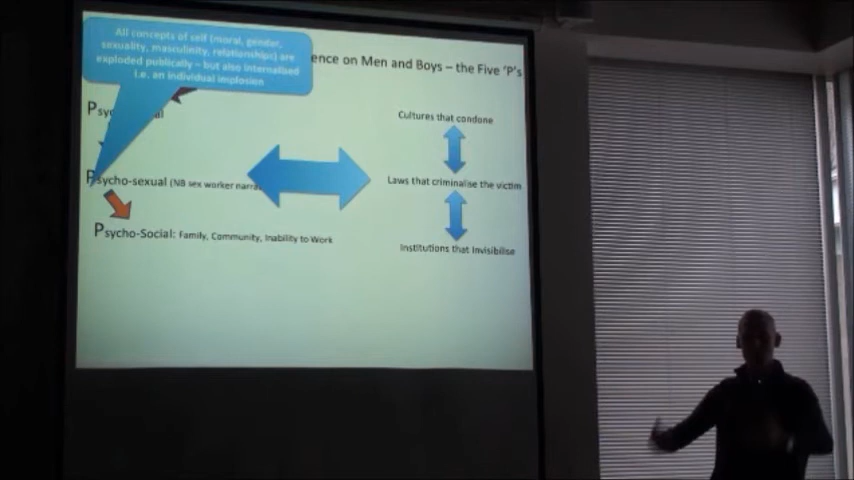 All concepts of self (moral, gender,
sexuality, masculinity, relationships) are
exploded publically – but also internalised
i.e. an individual implosion
ence on Men and Boys – the Five 'P's
Cultures that condone
Psycho-sexual (NB sex worker narra
Laws that criminalise the victim
Psycho-Social: Family, Community, Inability to Work
Institutions that Invisibilise